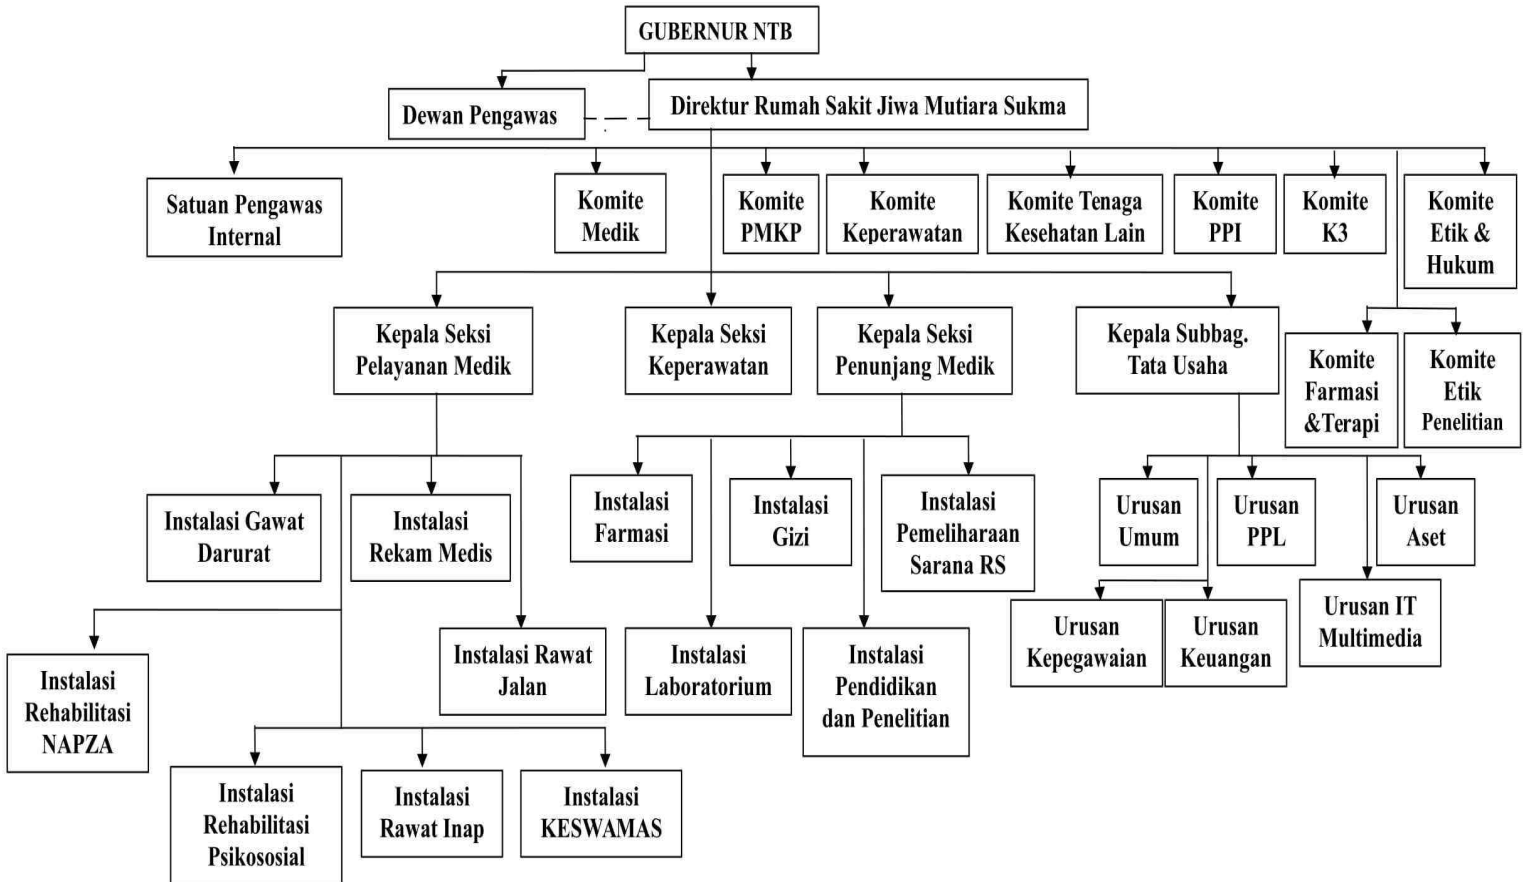 GUBERNUR NTB
Dewan Pengawas
Direktur Rumah Sakit Jiwa Mutiara Sukma
Satuan Pengawas
Internal
Komite
Medik
Komite
PMKP
Komite
Keperawatan
Komite Tenaga
Kesehatan Lain
Komite
PPI
Komite
K3
Komite
Etik &
Hukum
Kepala Seksi
Pelayanan Medik
Kepala Seksi
Keperawatan
Kepala Seksi
Penunjang Medik
Kepala Subbag.
Tata Usaha
Komite
Farmasi
&Terapi
Komite
Etik
Penelitian
Instalasi Gawat
Darurat
Instalasi
Rekam Medis
Instalasi
Farmasi
Instalasi
Gizi
Instalasi
Pemeliharaan
Sarana RS
Urusan
Umum
Urusan
PPL
Urusan
Aset
Instalasi
Rehabilitasi
NAPZA
Instalasi Rawat
Jalan
Instalasi
Laboratorium
Instalasi
Pendidikan
dan Penelitian
Urusan
Kepegawaian
Urusan
Keuangan
Urusan IT
Multimedia
Instalasi
Rehabilitasi
Psikososial
Instalasi
Rawat Inap
Instalasi
KESWAMAS